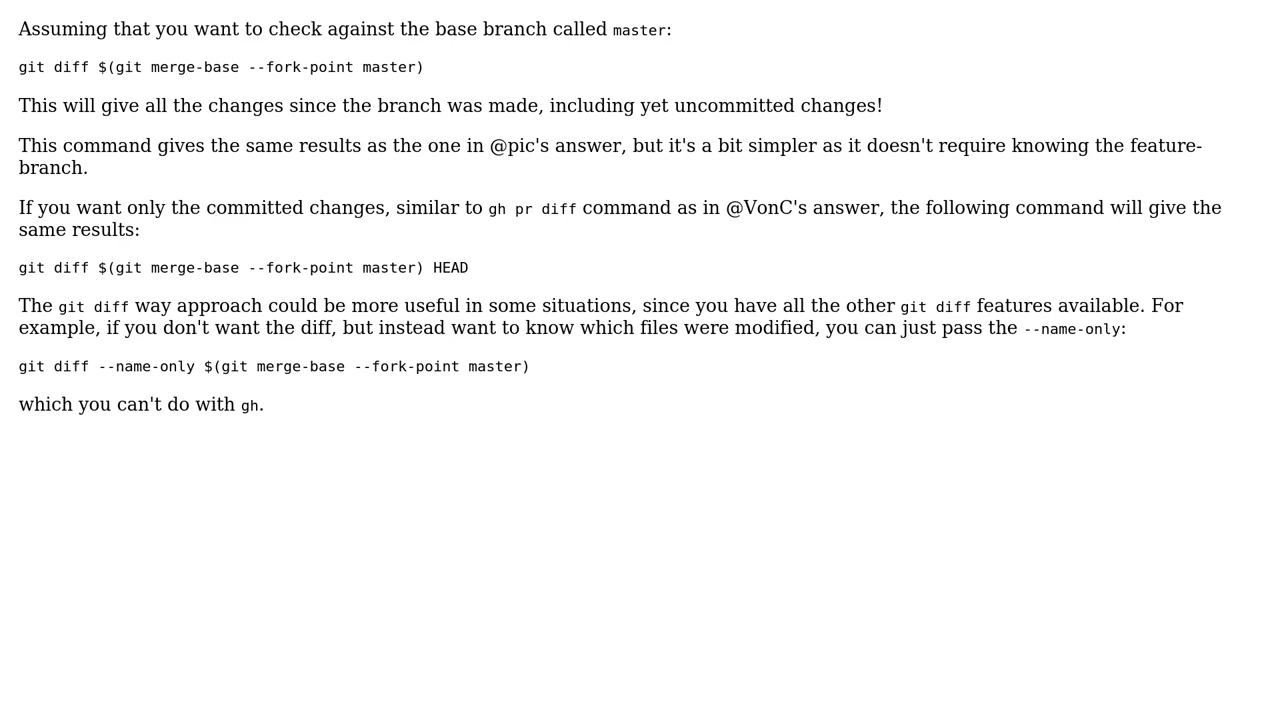 Assuming that you want to check against the base branch called master:
git diff $(git merge-base --fork-point master)
This will give all the changes since the branch was made, including yet uncommitted changes!
This command gives the same results as the one in @pic's answer, but it's a bit simpler as it doesn't require knowing the feature-
branch.
If you want only the committed changes, similar to gh pr diff command as in @VonC's answer, the following command will give the
same results:
git diff $(git merge-base --fork-point master) HEAD
The git diff way approach could be more useful in some situations, since you have all the other git diff features available. For
example, if you don't want the diff, but instead want to know which files were modified, you can just pass the --name-only:
git diff --name-only $(git merge-base --fork-point master)
which you can't do with gh.